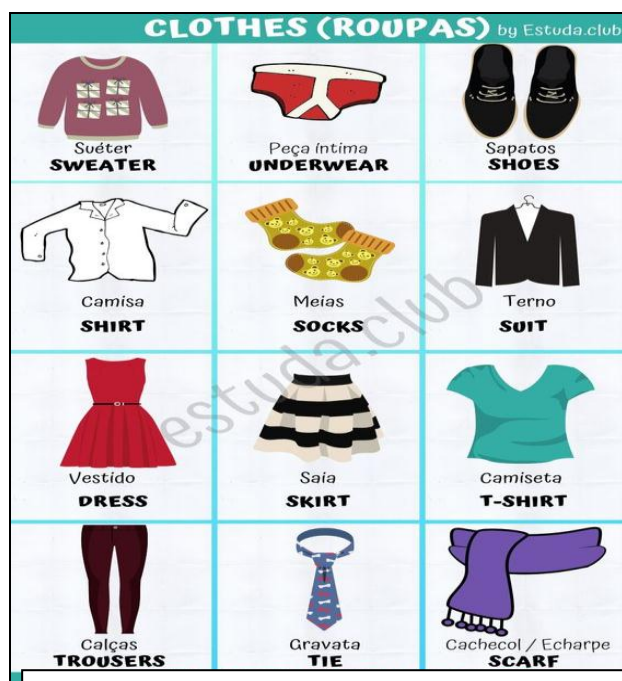 CLOTHES (ROUPAS) by Estuda.club
Suéter
SWEATER
Peça íntima
UNDERWEAR
Sapatos
SHOES
Camisa
SHIRT
Meias
SOCKS
Terno
SUIT
Vestido
DRESS
Saia
SKIRT
Camiseta
T-SHIRT
Calças
TROUSERS
Gravata
TIE
Cachecol / Echarpe
SCARF
estuda.club